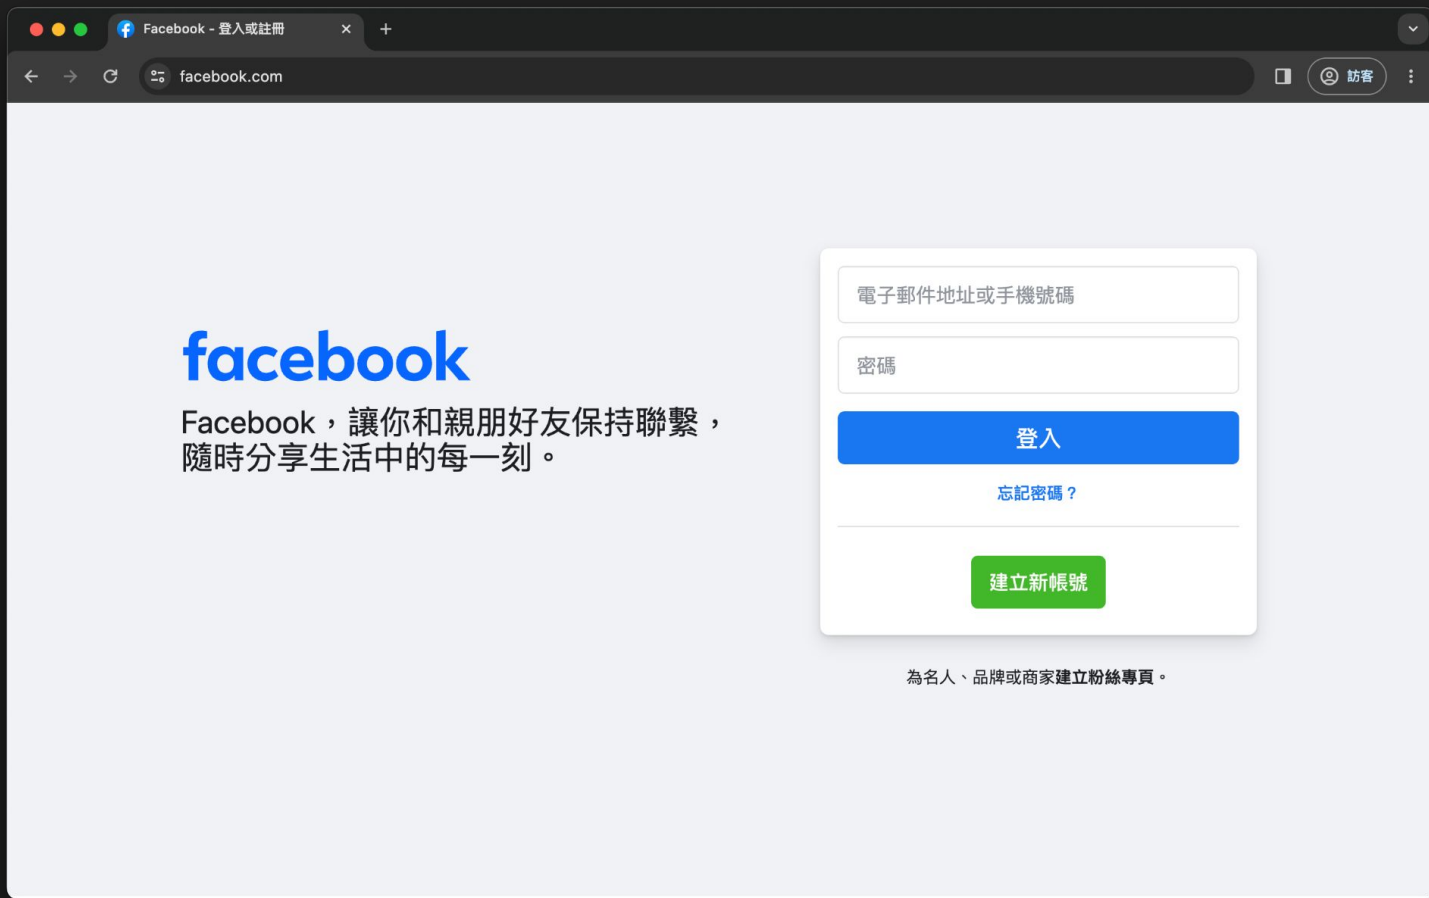 Facebook - 登入或註冊
facebook.com
訪客
facebook
Facebook，讓你和親朋好友保持聯繫，
隨時分享生活中的每一刻。
電子郵件地址或手機號碼
密碼
登入
忘記密碼？
建立新帳號
為名人、品牌或商家建立粉絲專頁。